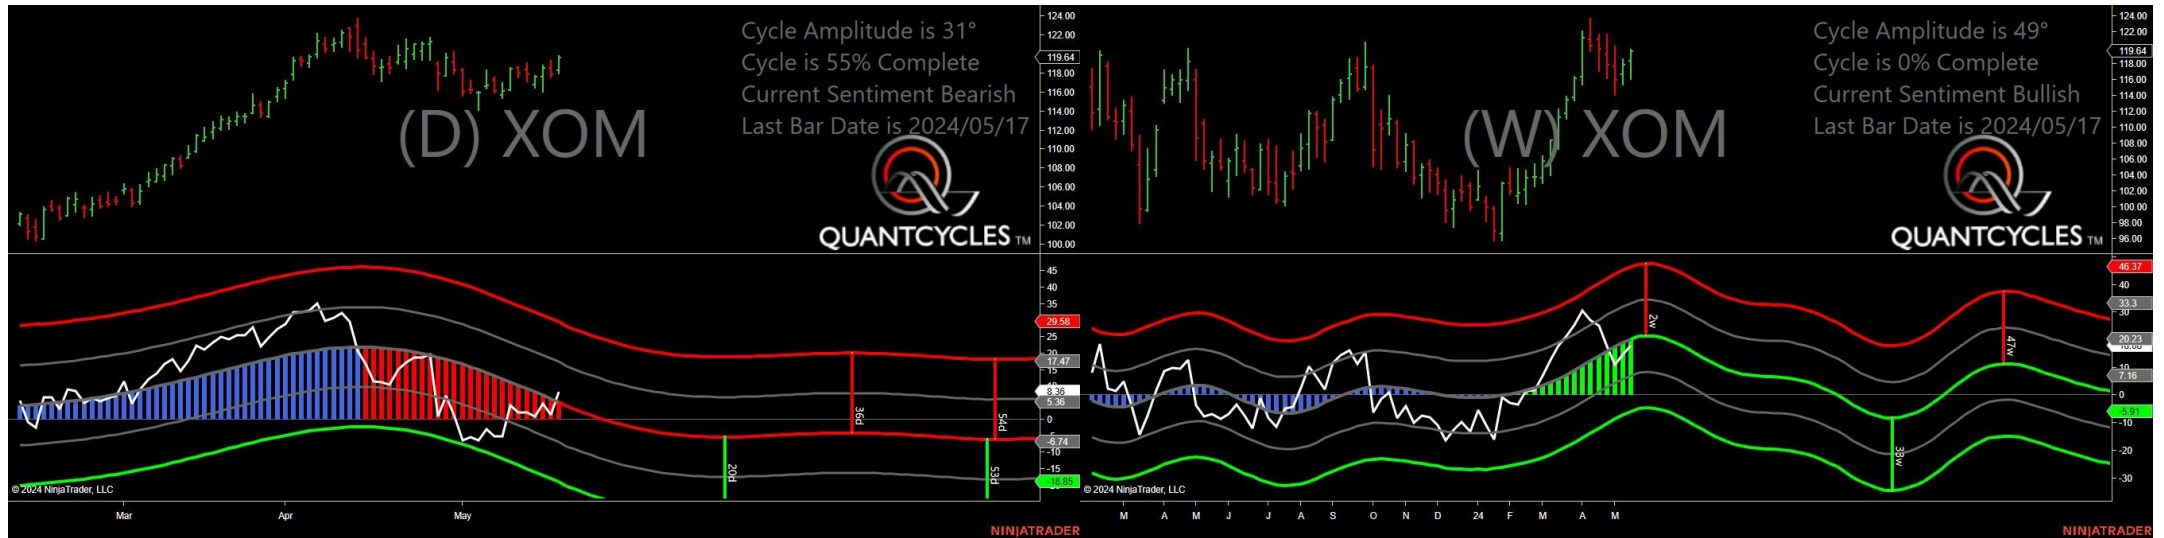 Cycle Amplitude is 31°
Cycle is 55% Complete
Current Sentiment Bearish
Last Bar Date is 2024/05/17
(D) XOM
QUANTCYCLES TM
124.00
122.00
119.64
118.00
116.00
114.00
112.00
110.00
108.00
106.00
104.00
102.00
100.00
45
40
35
29.58
25
20
17.47
15
10
8.36
5.36
0
-6.74
-10
-15
-18.85
36d
54d
20d
53d
© 2024 NinjaTrader, LLC
Mar Apr May
NINJATRADER
Cycle Amplitude is 49°
Cycle is 0% Complete
Current Sentiment Bullish
Last Bar Date is 2024/05/17
(W) XOM
QUANTCYCLES TM
124.00
122.00
119.64
118.00
116.00
114.00
112.00
110.00
108.00
106.00
104.00
102.00
100.00
98.00
96.00
46.37
40
33.3
30
20.23
7.16
0
-5.91
-10
-20
-30
2w
47w
38w
© 2024 NinjaTrader, LLC
M A M J J A S O N D 24 F M A M
NINJATRADER